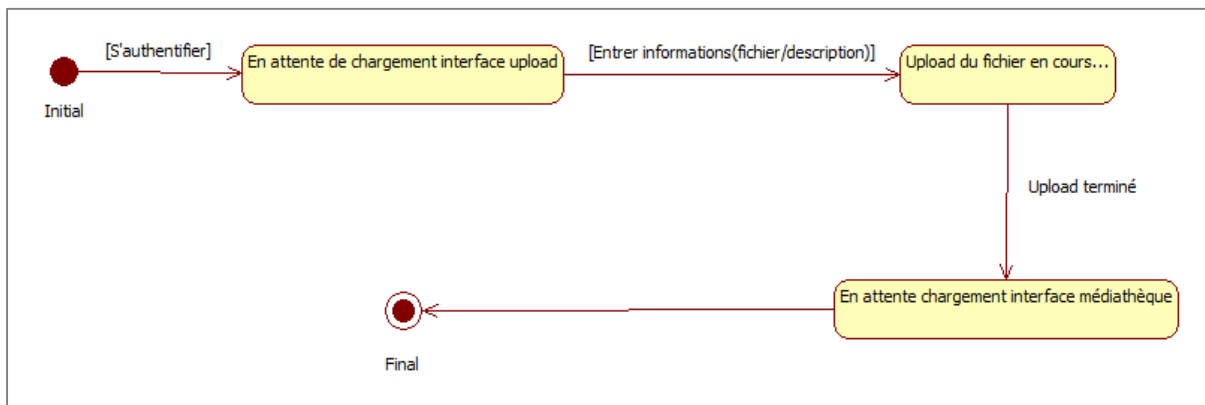 [S'authentifier]
[Entrer informations(fichier/description)]
En attente de chargement interface upload
Upload du fichier en cours...
Initial
Upload terminé
En attente chargement interface médiathèque
Final